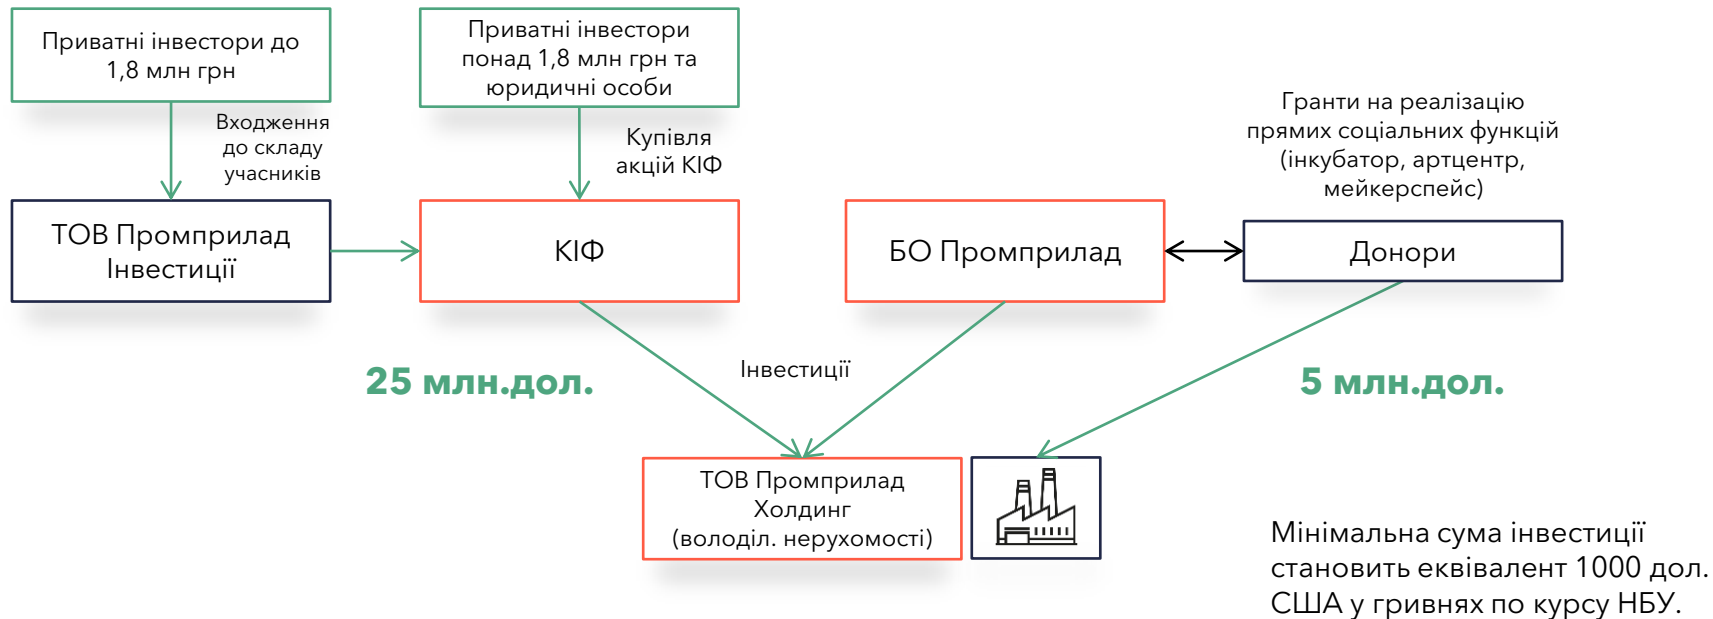 Приватні інвестори до
1,8 млн грн
Приватні інвестори
понад 1,8 млн грн та
юридичні особи
Гранти на реалізацію
прямих соціальних функцій
(інкубатор, артцентр,
мейкерспейс)
Входження
до складу
учасників
Купівля
акцій КІФ
ТОВ Промприлад
Інвестиції
КІФ
БО Промприлад
Донори
25 млн.дол.
Інвестиції
5 млн.дол.
ТОВ Промприлад
Холдинг
(володіл. нерухомості)
Мінімальна сума інвестиції
становить еквівалент 1000 дол.
США у гривнях по курсу НБУ.